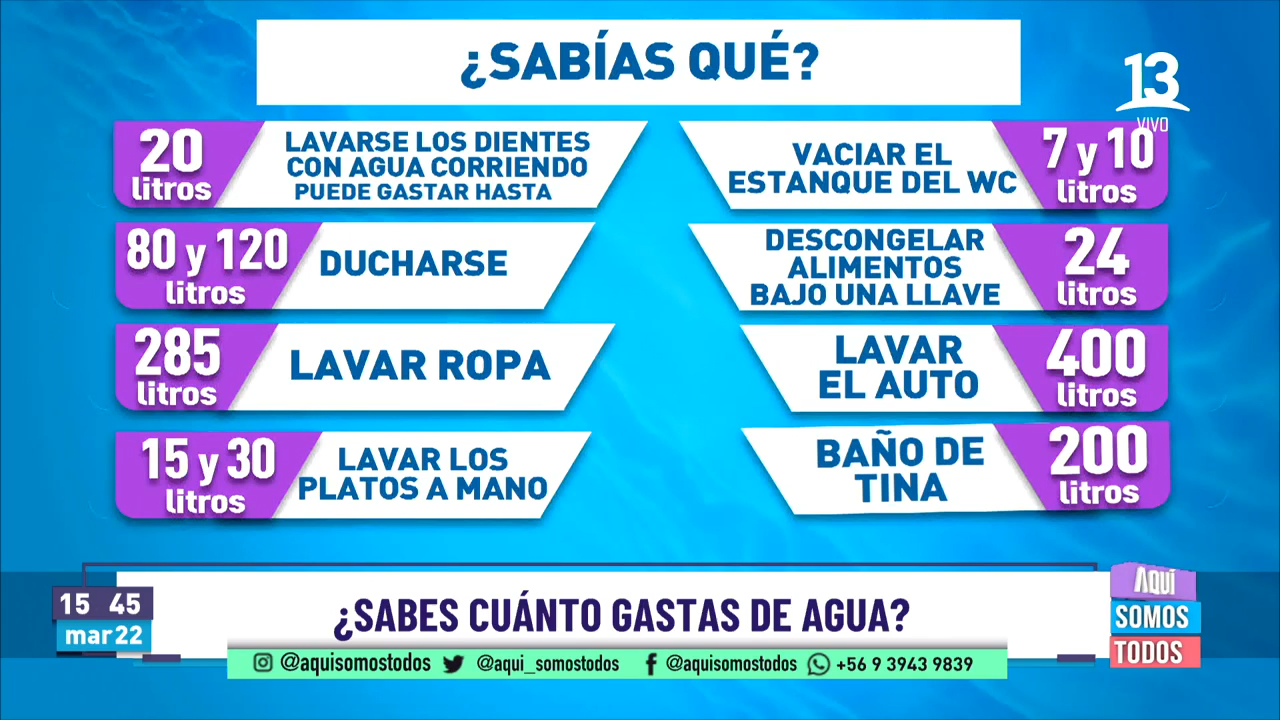 ¿SABÍAS QUÉ?
13
VIVO
20
litros
LAVARSE LOS DIENTES
CON AGUA CORRIENDO
PUEDE GASTAR HASTA
80 y 120
litros
DUCHARSE
285
litros
LAVAR ROPA
15 y 30
litros
LAVAR LOS
PLATOS A MANO
VACIAR EL
ESTANQUE DEL WC
7 y 10
litros
DESCONGELAR
ALIMENTOS
BAJO UNA LLAVE
24
litros
LAVAR
EL AUTO
400
litros
BAÑO DE
TINA
200
litros
15 45
mar 22
¿SABES CUÁNTO GASTAS DE AGUA?
@aquisomostodos @aqui_somostodos @aquisomostodos +56 9 3943 9839
AQUÍ
SOMOS
TODOS